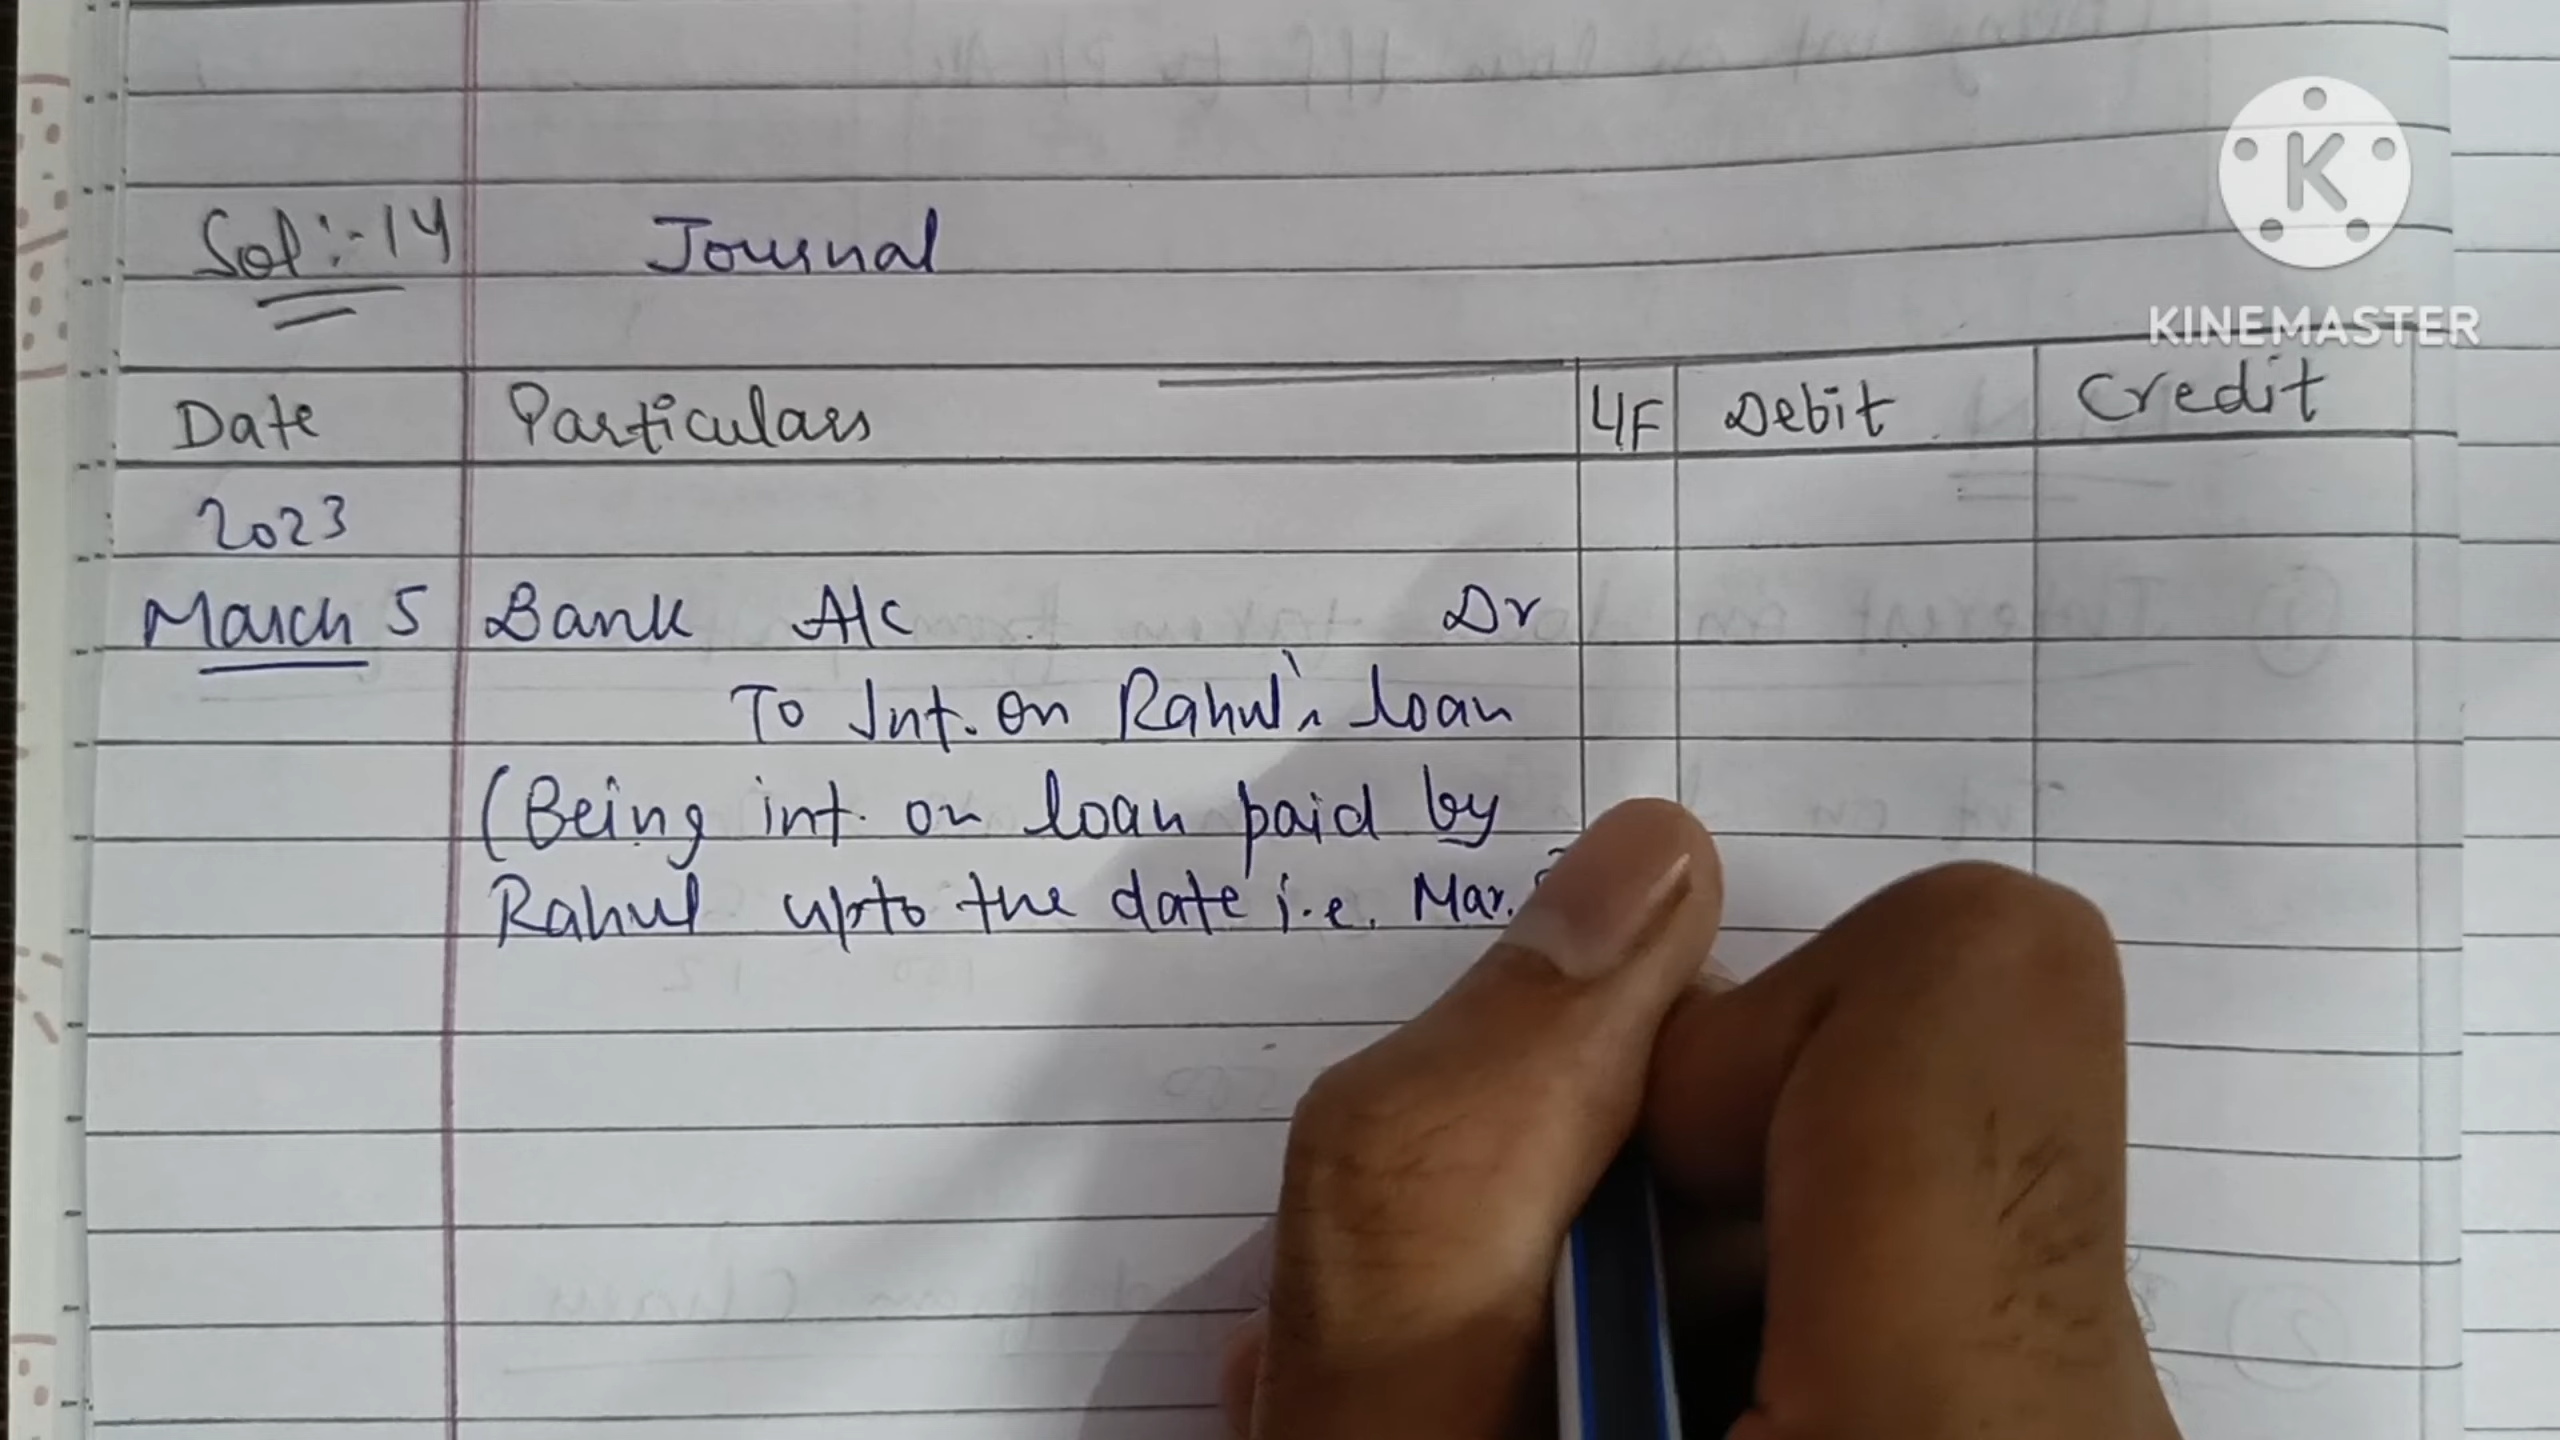 Sol:-14 Journal
KINEMASTER
Date Particulars L/F Debit Credit
2023
March 5 Bank A/c Dr
To Int. on Rahul's loan
(Being int. on loan paid by
Rahul upto the date i.e. Mar.